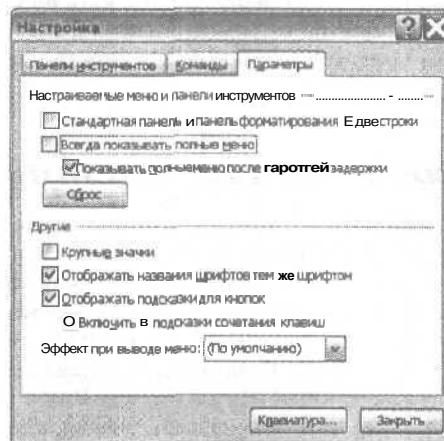 Настройка
Панели инструментов Команды Параметры
Настраиваемые меню и панели инструментов
Стандартная панель и панель форматирования Е две строки
Всегда показывать полные меню
Показывать полные меню после гаротгей задержки
Сброс
Другие
Крупные значки
Отображать названия шрифтов тем же шрифтом
Отображать подсказки для кнопок
О Включить в подсказки сочетания клавиш
Эффект при выводе меню: (По умолчанию)
Клавиатура... Закрыть